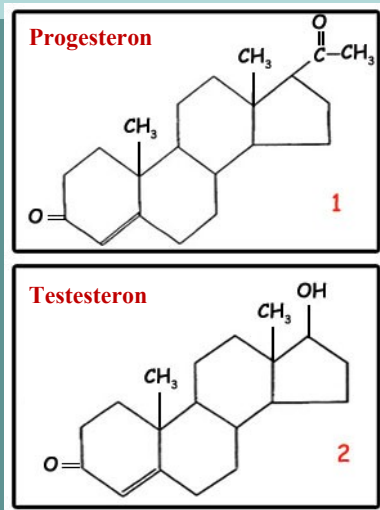 Progesteron
O
C–CH3
CH3
CH3
O
1
Testesteron
OH
CH3
CH3
O
2